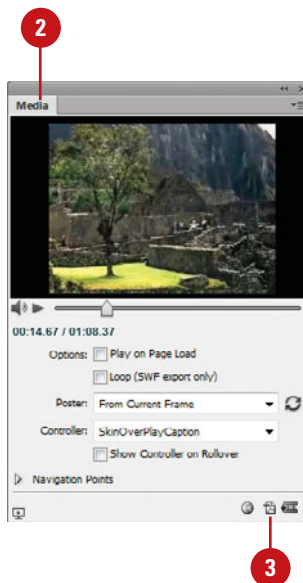 2
Media
00:14.67 / 01:08.37
Options: Play on Page Load
Loop (SWF export only)
Poster: From Current Frame
Controller: SkinOverPlayCaption
Show Controller on Rollover
Navigation Points
3